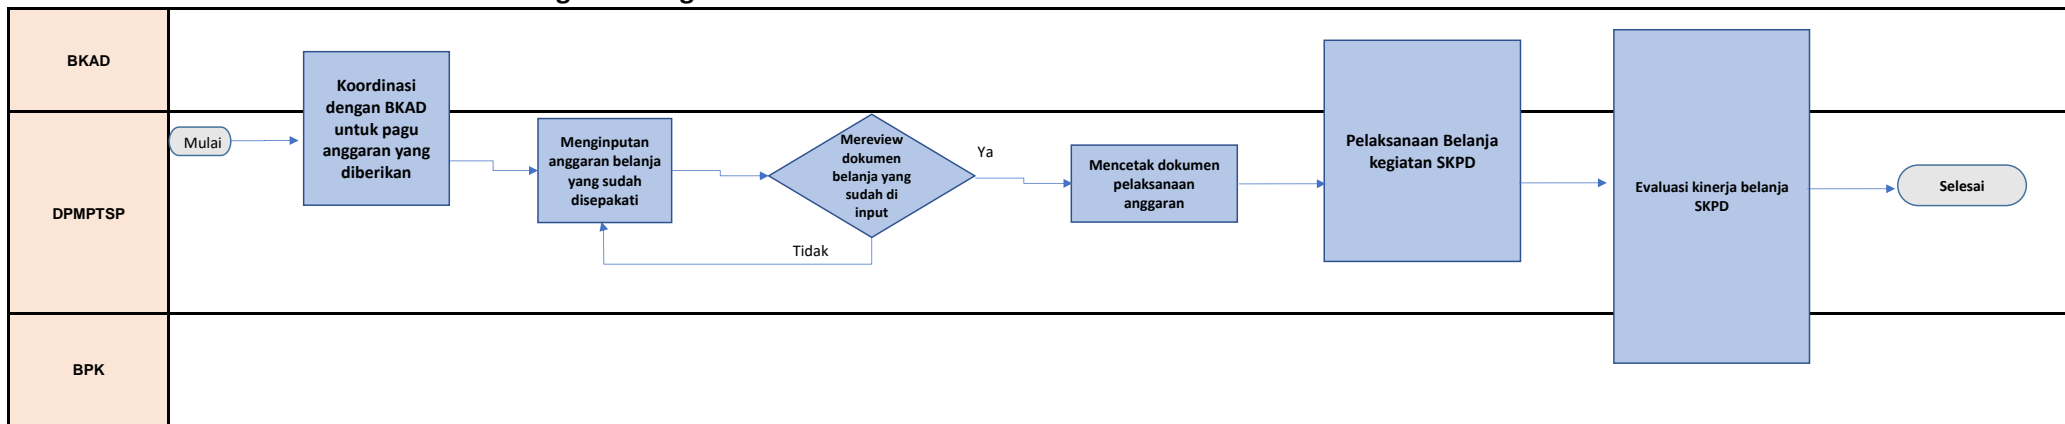 BKAD
Koordinasi
dengan BKAD
untuk pagu
anggaran yang
diberikan
DPMPTSP
Mulai
Menginputan
anggaran belanja
yang sudah
disepakati
Mereview
dokumen
belanja yang
sudah di
input
Ya
Tidak
Mencetak dokumen
pelaksanaan
anggaran
Pelaksanaan Belanja
kegiatan SKPD
Evaluasi kinerja belanja
SKPD
Selesai
BPK